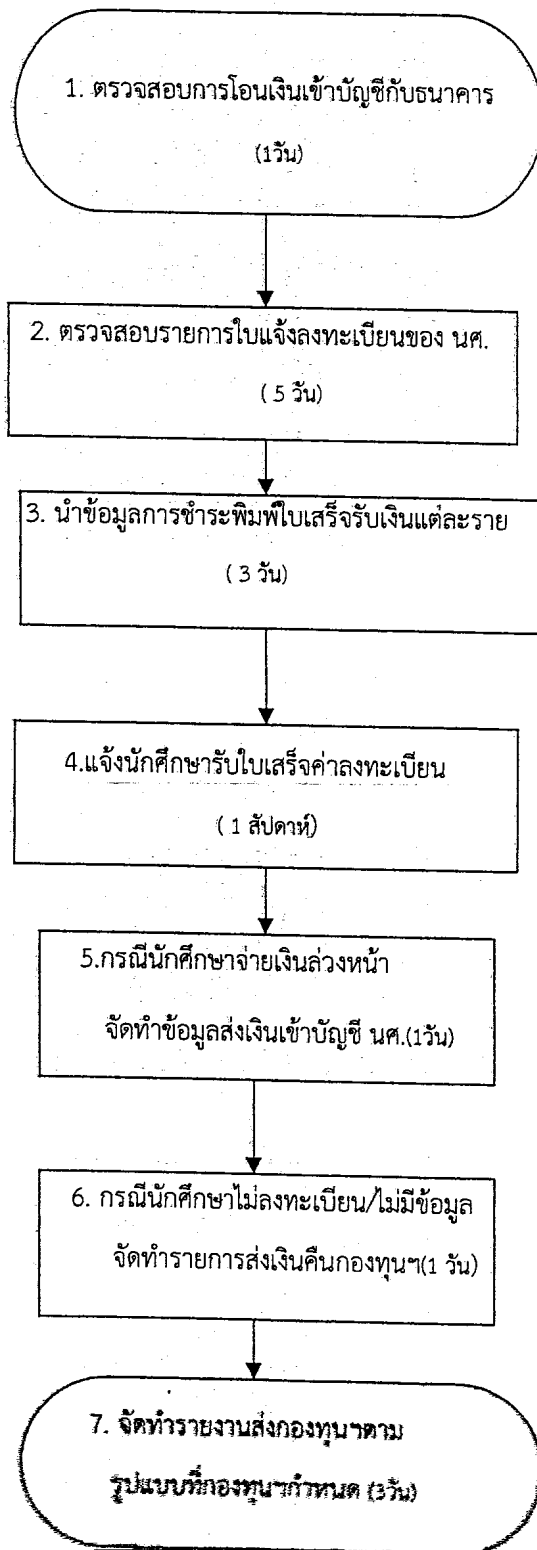 1. ตรวจสอบการโอนเงินเข้าบัญชีกับธนาคาร
(1วัน)
2. ตรวจสอบรายการใบแจ้งลงทะเบียนของ นศ.
( 5 วัน)
3. นำข้อมูลการชำระพิมพ์ใบเสร็จรับเงินแต่ละราย
( 3 วัน)
4.แจ้งนักศึกษารับใบเสร็จค่าลงทะเบียน
( 1 สัปดาห์)
5.กรณีนักศึกษาจ่ายเงินล่วงหน้า
จัดทำข้อมูลส่งเงินเข้าบัญชี นศ.(1วัน)
6. กรณีนักศึกษาไม่ลงทะเบียน/ไม่มีข้อมูล
จัดทำรายการส่งเงินคืนกองทุนฯ(1 วัน)
7. จัดทำรายงานส่งกองทุนฯตาม
รูปแบบที่กองทุนฯกำหนด (3วัน)